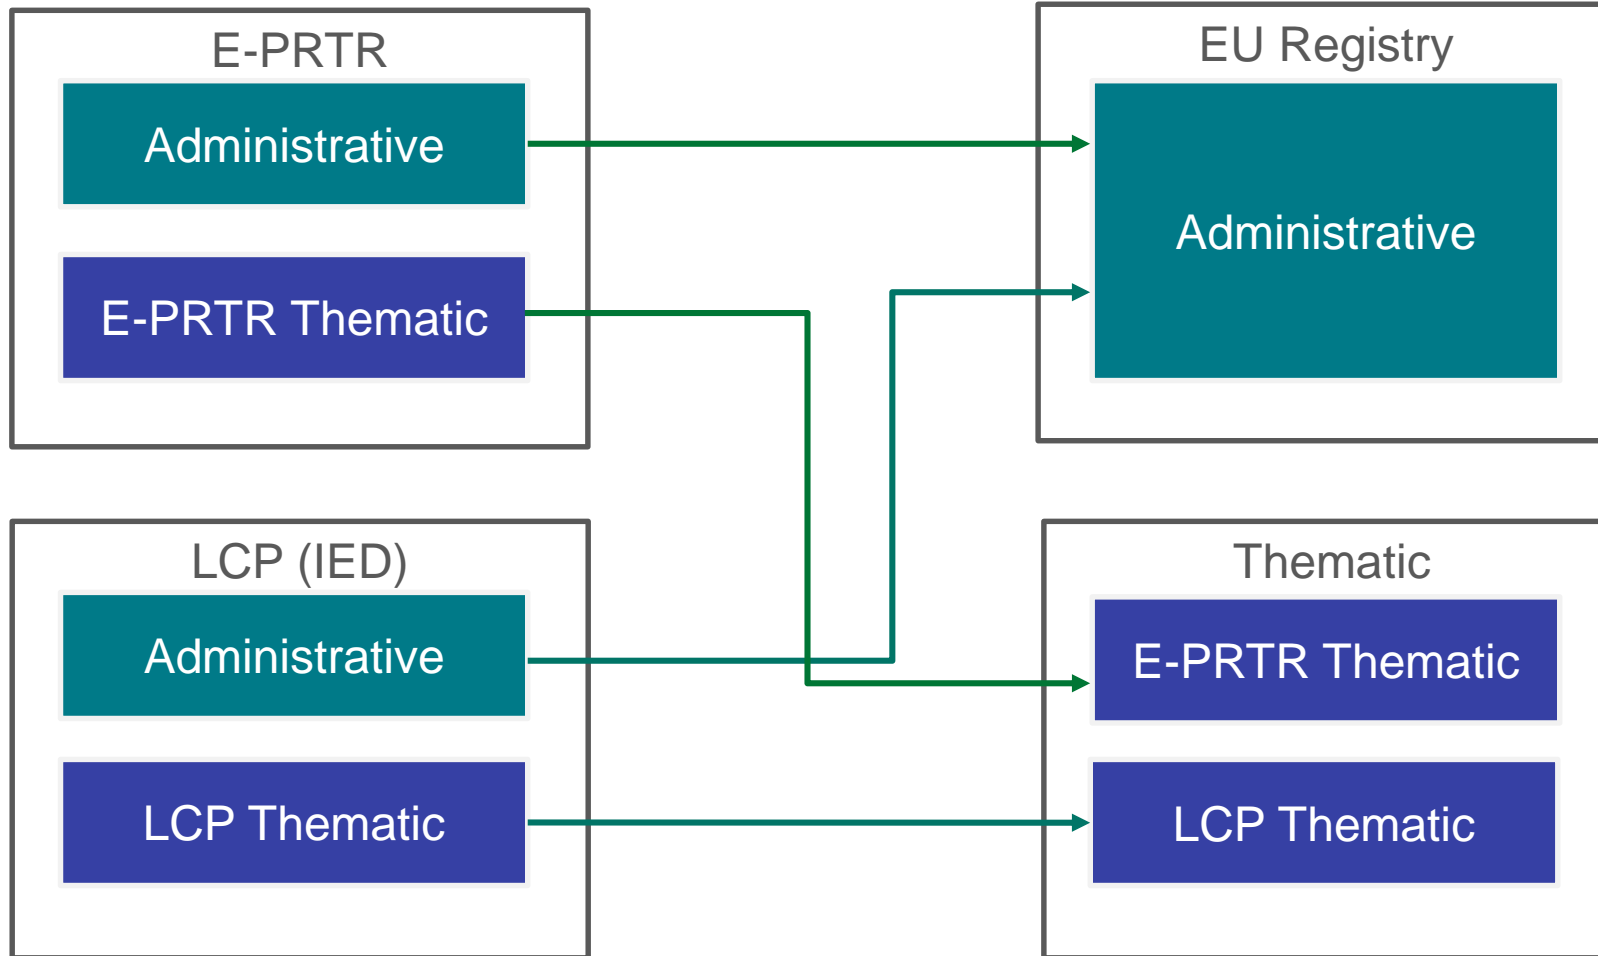 E-PRTR
Administrative
E-PRTR Thematic
EU Registry
Administrative
LCP (IED)
Administrative
LCP Thematic
Thematic
E-PRTR Thematic
LCP Thematic